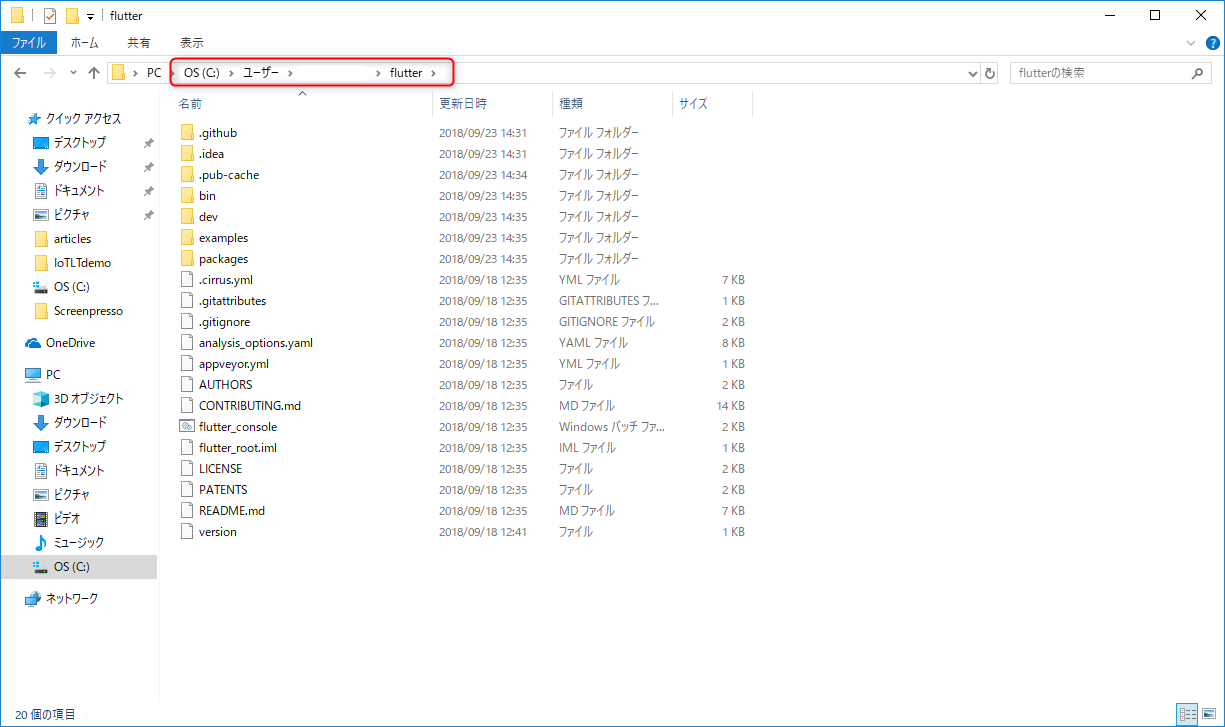 flutter
ファイル ホーム 共有 表示
PC OS (C:) ユーザー flutter flutterの検索
名前 更新日時 種類 サイズ
クイック アクセス
デスクトップ
ダウンロード
ドキュメント
ピクチャ
articles
IoTLTdemo
OS (C:)
Screenpresso
OneDrive
PC
3D オブジェクト
ダウンロード
デスクトップ
ドキュメント
ピクチャ
ビデオ
ミュージック
OS (C:)
ネットワーク
.github 2018/09/23 14:31 ファイル フォルダー
.idea 2018/09/23 14:31 ファイル フォルダー
.pub-cache 2018/09/23 14:34 ファイル フォルダー
bin 2018/09/23 14:35 ファイル フォルダー
dev 2018/09/23 14:35 ファイル フォルダー
examples 2018/09/23 14:35 ファイル フォルダー
packages 2018/09/23 14:35 ファイル フォルダー
.cirrus.yml 2018/09/18 12:35 YML ファイル 7 KB
.gitattributes 2018/09/18 12:35 GITATTRIBUTES フ... 1 KB
.gitignore 2018/09/18 12:35 GITIGNORE ファイル 2 KB
analysis_options.yaml 2018/09/18 12:35 YAML ファイル 8 KB
appveyor.yml 2018/09/18 12:35 YML ファイル 1 KB
AUTHORS 2018/09/18 12:35 ファイル 2 KB
CONTRIBUTING.md 2018/09/18 12:35 MD ファイル 14 KB
flutter_console 2018/09/18 12:35 Windows バッチ ファ... 2 KB
flutter_root.iml 2018/09/18 12:35 IML ファイル 1 KB
LICENSE 2018/09/18 12:35 ファイル 2 KB
PATENTS 2018/09/18 12:35 ファイル 2 KB
README.md 2018/09/18 12:35 MD ファイル 7 KB
version 2018/09/18 12:41 ファイル 1 KB
20 個の項目